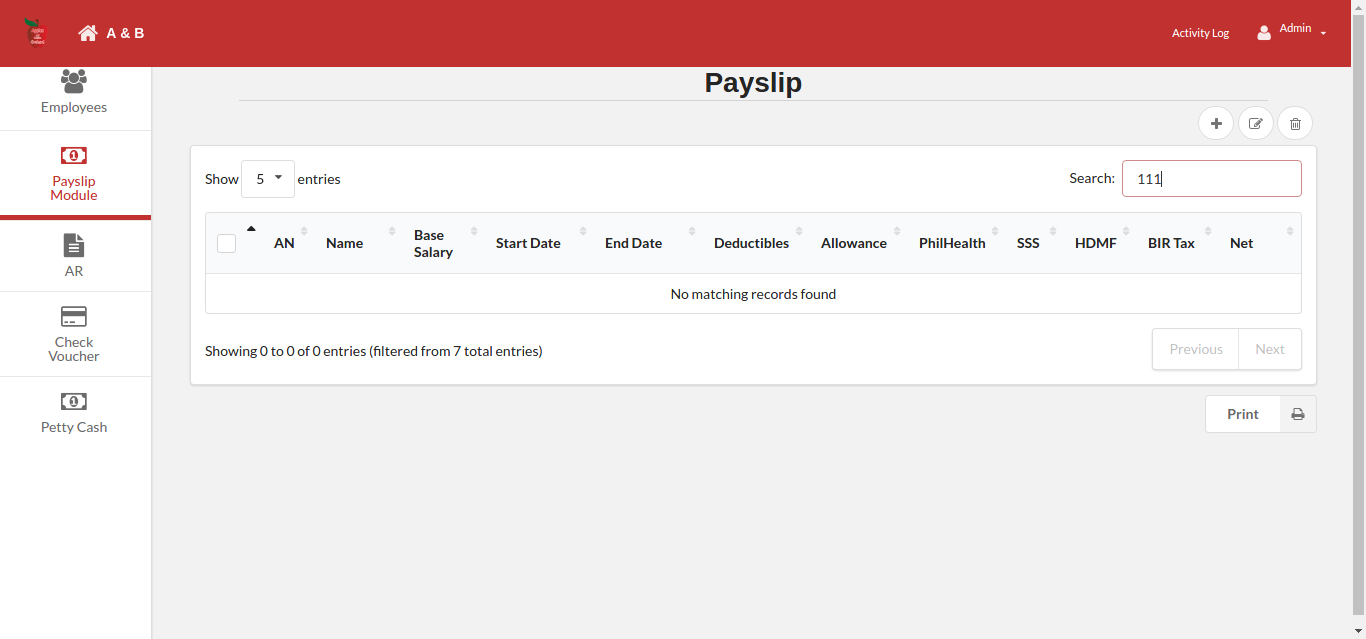 A & B
Activity Log
Admin
Employees
Payslip
Module
AR
Check
Voucher
Petty Cash
Payslip
Show 5 entries
Search: 111
AN Name Base Salary Start Date End Date Deductibles Allowance PhilHealth SSS HDMF BIR Tax Net
No matching records found
Showing 0 to 0 of 0 entries (filtered from 7 total entries)
Previous Next
Print